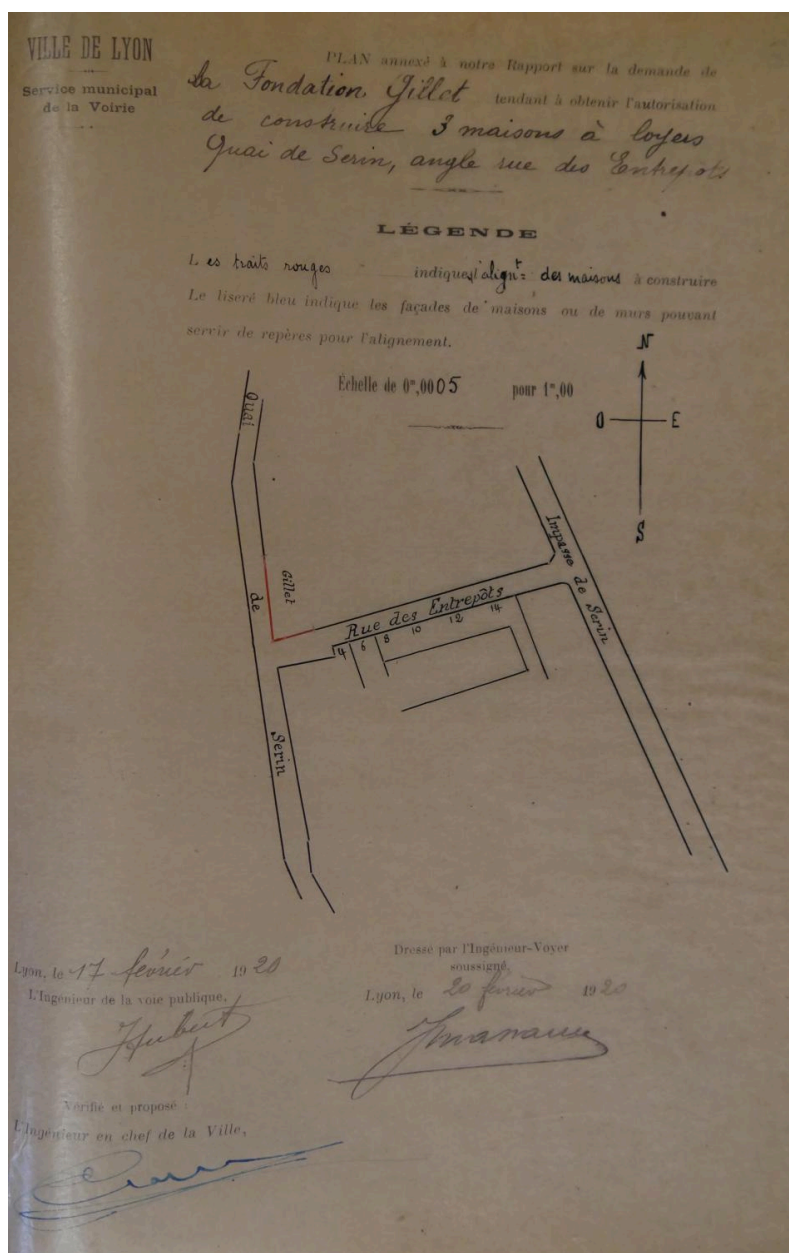 VILLE DE LYON
Service municipal
de la Voirie
PLAN annexé à notre Rapport sur la demande de
la Fondation Gillet tendant à obtenir l'autorisation
de construire 3 maisons à loyers
Quai de Serin, angle rue des Entrepots
LÉGENDE
Les traits rouges indiquent l'align.t des maisons à construire
Le liseré bleu indique les façades de maisons ou de murs pouvant
servir de repères pour l'alignement.
Échelle de 0m,0005 pour 1m,00
N
O E
S
Quai
de
Serin
Gillet
Rue des Entrepôts
4 6 8 10 12 14
Impasse de Serin
Lyon, le 17 février 1920
L'Ingénieur de la voie publique,
Hubert
Dressé par l'Ingénieur-Voyer
soussigné,
Lyon, le 20 février 1920
Vérifié et proposé :
L'Ingénieur en chef de la Ville,